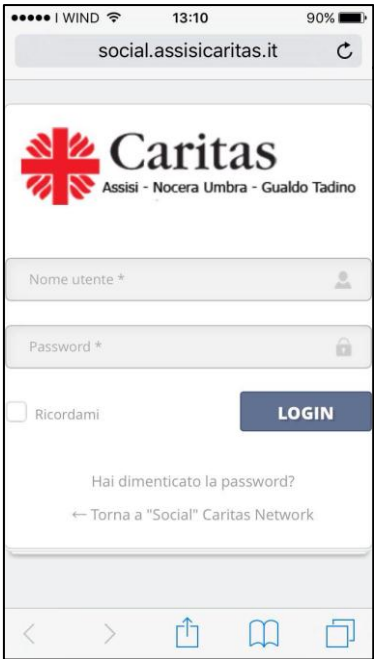 ●●●●● I WIND 13:10 90%
social.assisicaritas.it
Caritas
Assisi - Nocera Umbra - Gualdo Tadino
Nome utente *
Password *
Ricordami LOGIN
Hai dimenticato la password?
← Torna a "Social" Caritas Network